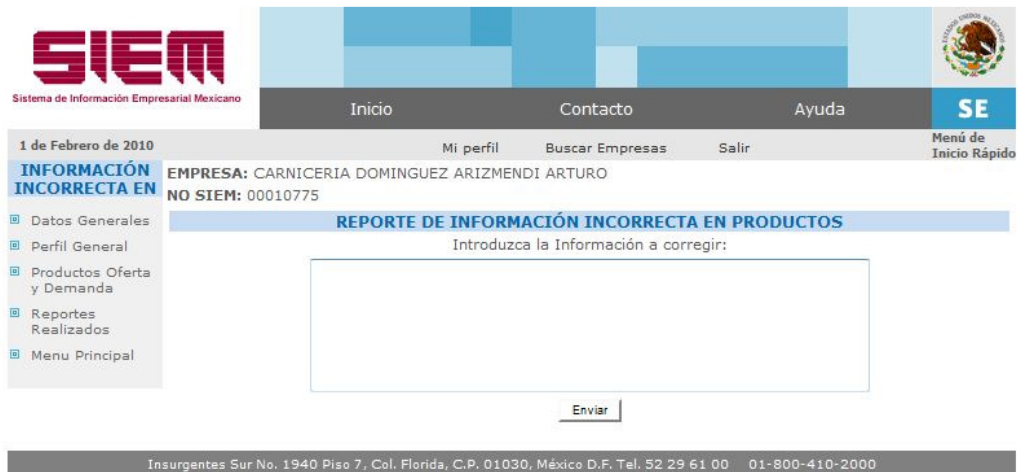 SIEM
Sistema de Información Empresarial Mexicano
ESTADOS UNIDOS MEXICANOS
Inicio
Contacto
Ayuda
SE
1 de Febrero de 2010
Mi perfil
Buscar Empresas
Salir
Menú de
Inicio Rápido
INFORMACIÓN
INCORRECTA EN
EMPRESA: CARNICERIA DOMINGUEZ ARIZMENDI ARTURO
NO SIEM: 00010775
Datos Generales
Perfil General
Productos Oferta
y Demanda
Reportes
Realizados
Menu Principal
REPORTE DE INFORMACIÓN INCORRECTA EN PRODUCTOS
Introduzca la Información a corregir:
Enviar
Insurgentes Sur No. 1940 Piso 7, Col. Florida, C.P. 01030, México D.F. Tel. 52 29 61 00 01-800-410-2000